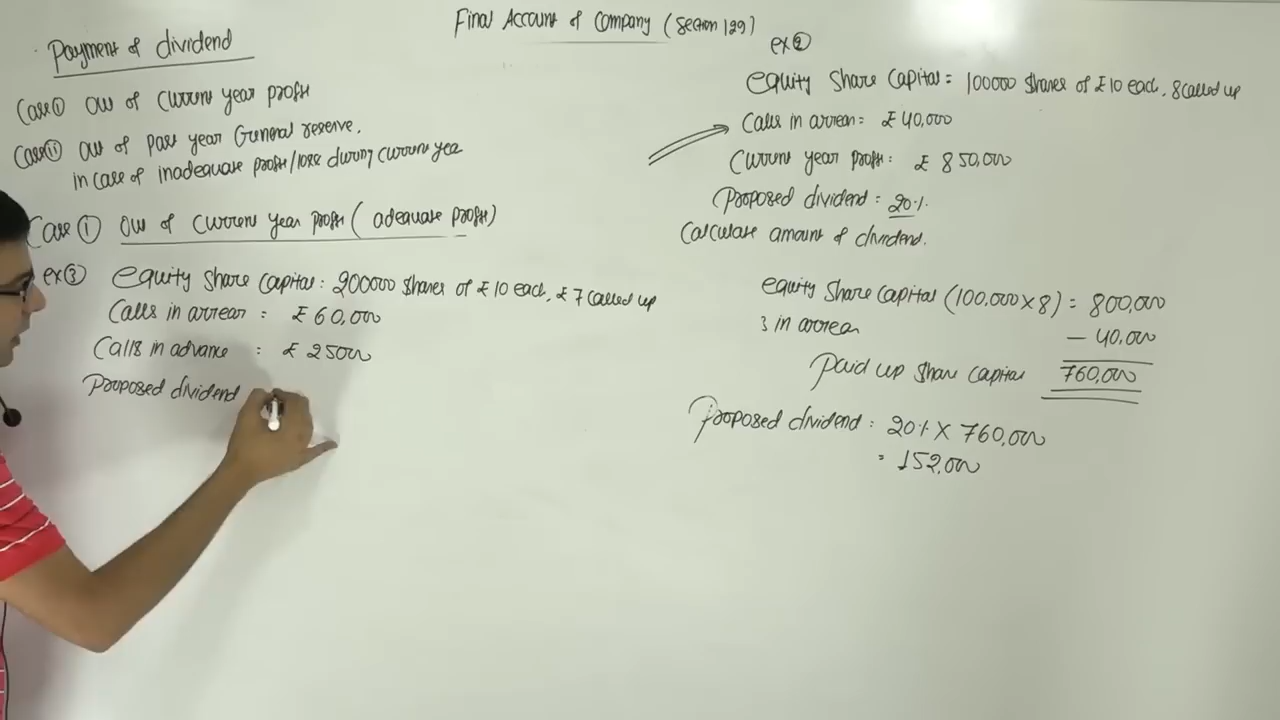 Final Account of Company (Section 129)
Payment of dividend
Case① Out of Current year profit
Case⑪ Out of past year General reserve.
in case of inadequate profit/loss during current year
Case ① Out of Current year profit (adequate profit)
ex③ equity share capital: 200000 shares of ₹10 each, ₹7 called up
Calls in arrear : ₹ 60,000
Calls in advance : ₹ 25000
Proposed dividend
ex②
equity share capital = 100000 shares of ₹10 each, 8 called up
Calls in arrear = ₹ 40,000
Current year profit = ₹ 850,000
Proposed dividend = 20%.
Calculate amount of dividend.
equity share capital (100,000 x 8) = 800,000
in arrear - 40,000
Paid up share capital 760,000
Proposed dividend = 20% x 760,000
= 152,000